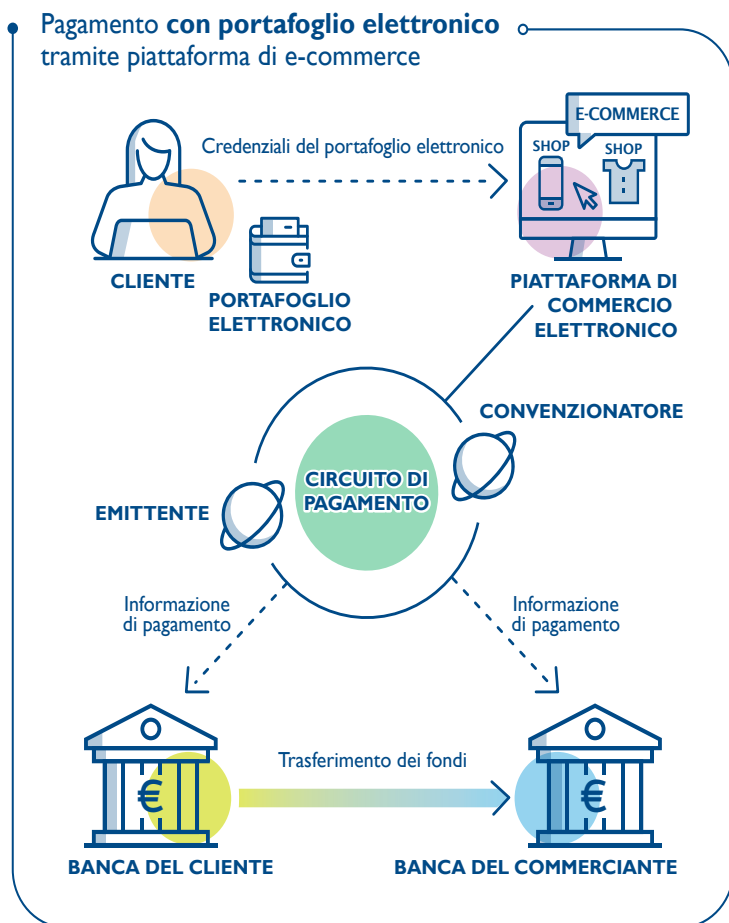 Pagamento con portafoglio elettronico
tramite piattaforma di e-commerce
E-COMMERCE
SHOP
SHOP
Credenziali del portafoglio elettronico
CLIENTE
PORTAFOGLIO
ELETTRONICO
PIATTAFORMA DI
COMMERCIO
ELETTRONICO
CONVENZIONATORE
CIRCUITO DI
PAGAMENTO
EMITTENTE
Informazione
di pagamento
Informazione
di pagamento
Trasferimento dei fondi
€
€
BANCA DEL CLIENTE
BANCA DEL COMMERCIANTE